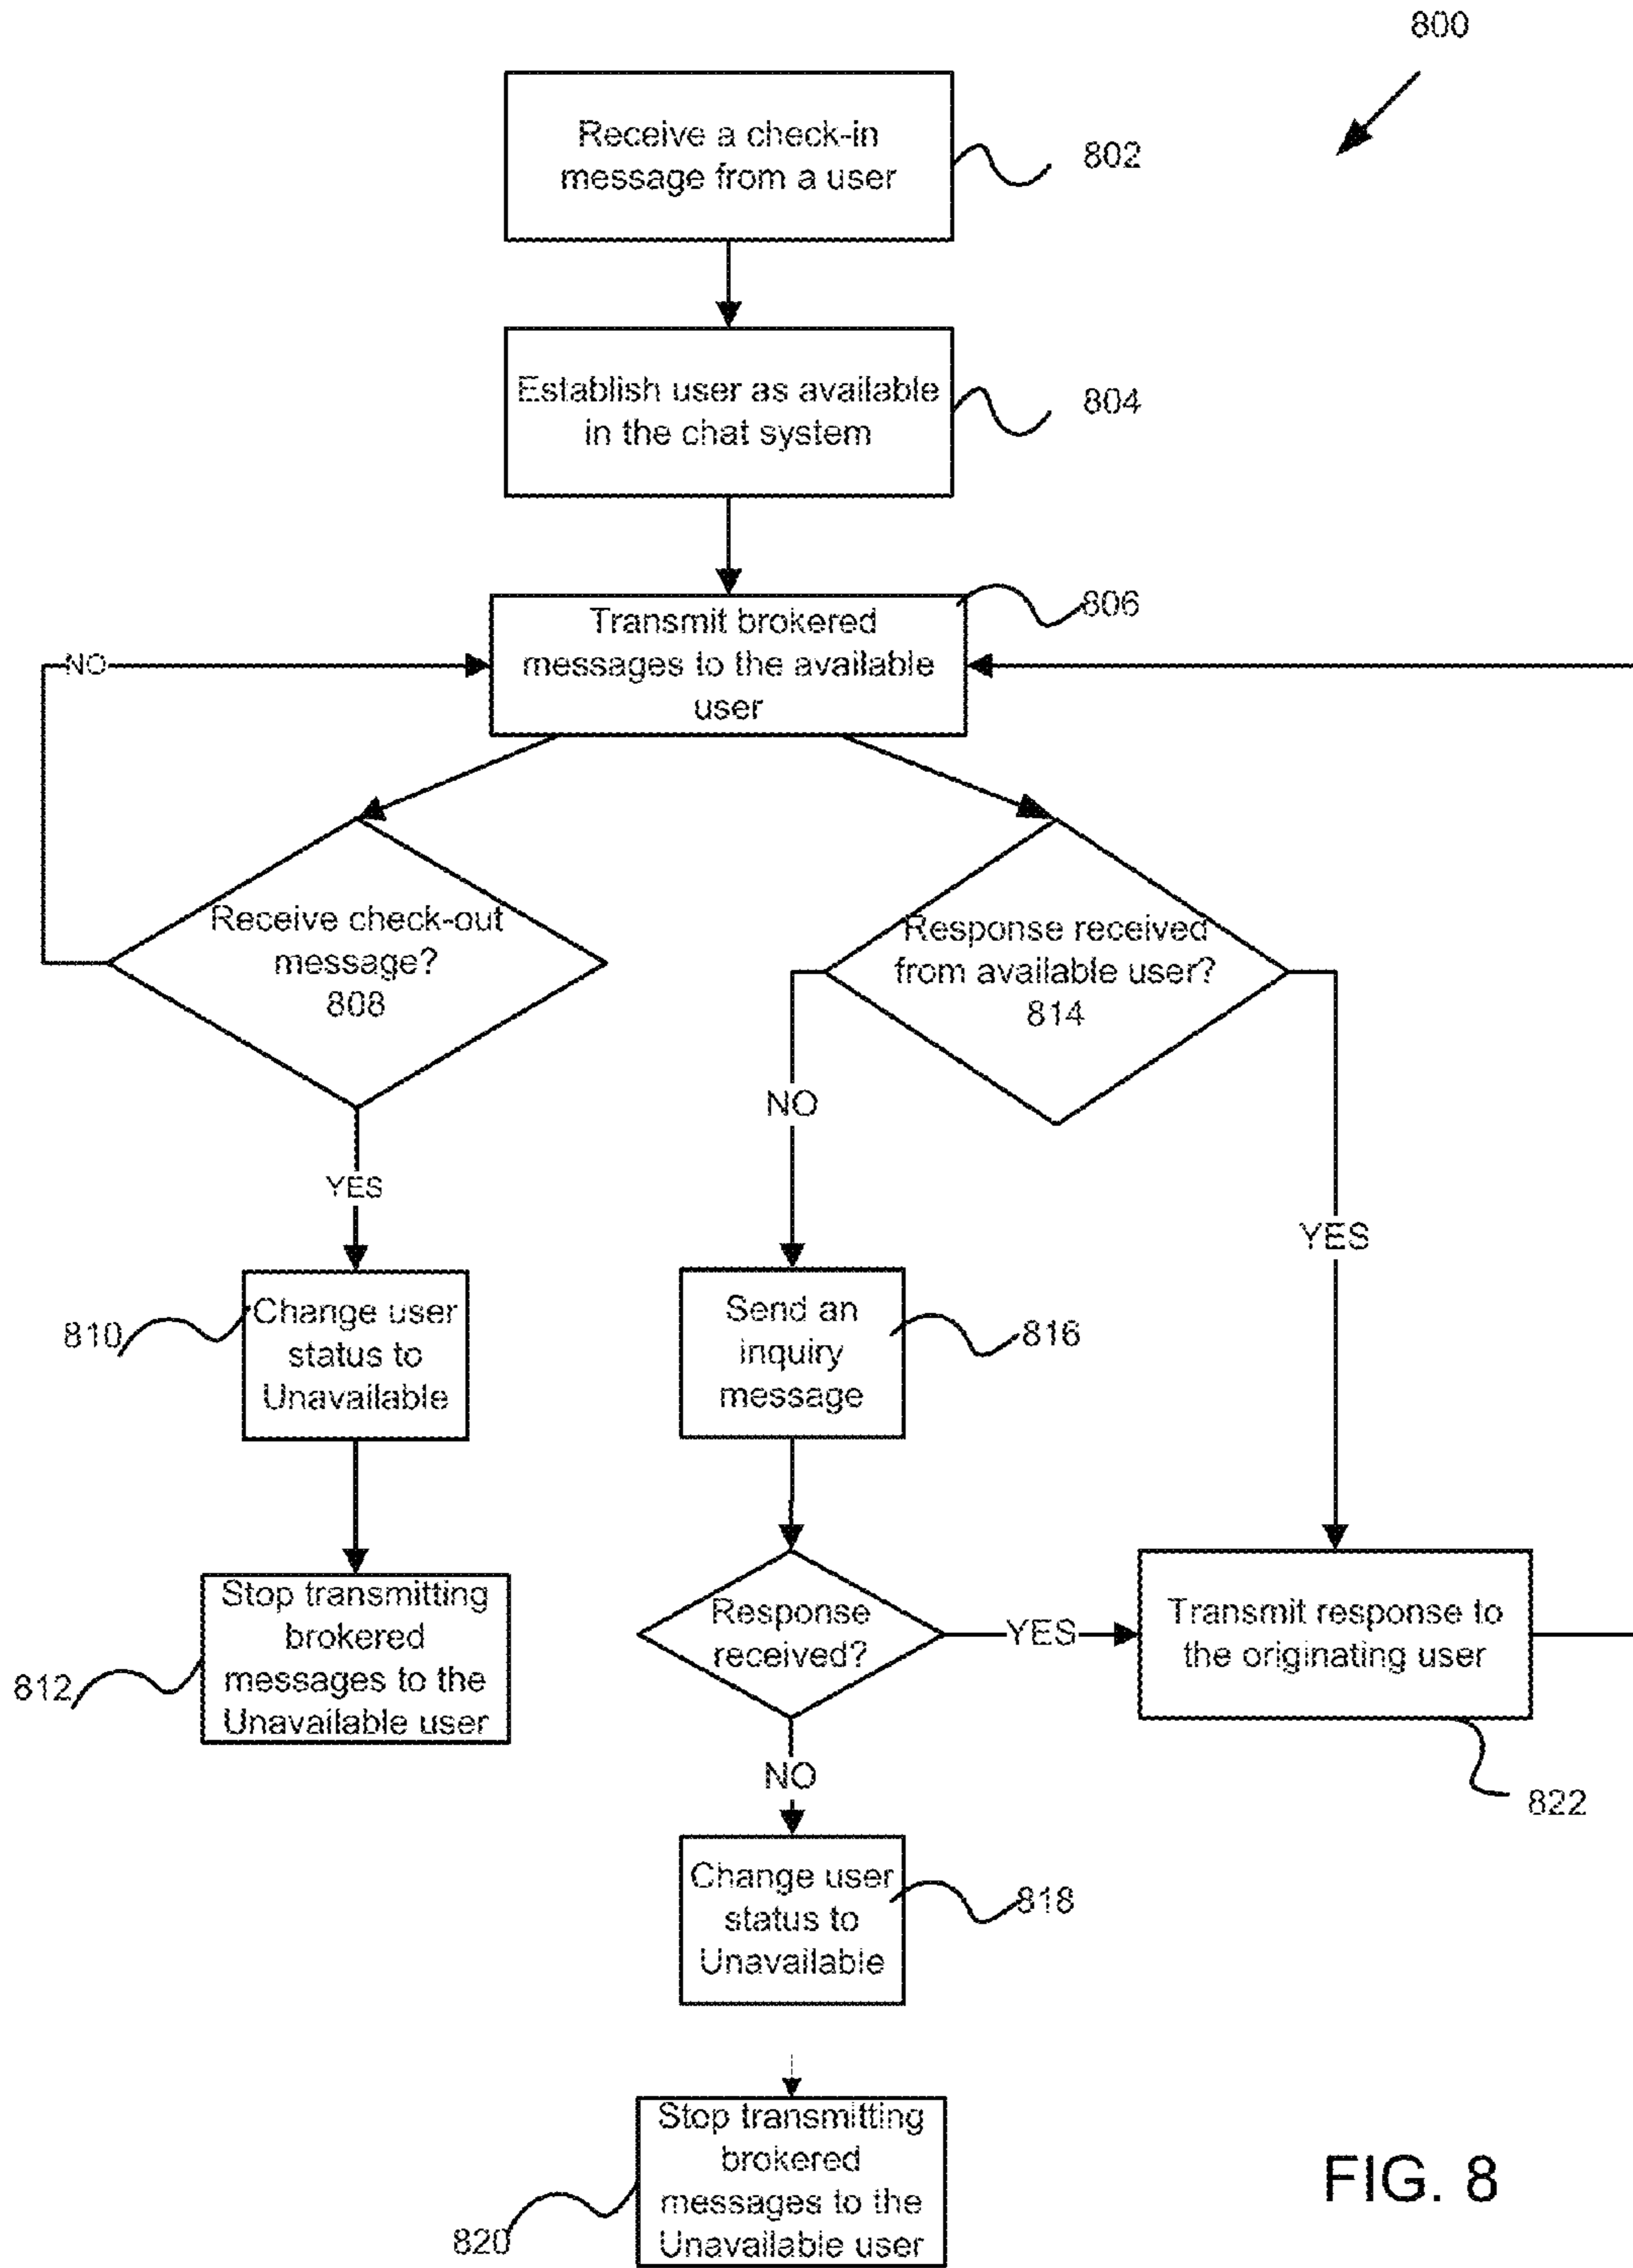 800
Receive a check-in
message from a user
802
Establish user as available
in the chat system
804
Transmit brokered
messages to the available
user
806
NO
Receive check-out
message?
808
Response received
from available user?
814
NO
YES
YES
Change user
status to
Unavailable
810
Send an
inquiry
message
816
Stop transmitting
brokered
messages to the
Unavailable user
812
Response
received?
YES
Transmit response to
the originating user
822
NO
Change user
status to
Unavailable
818
Stop transmitting
brokered
messages to the
Unavailable user
820
FIG. 8